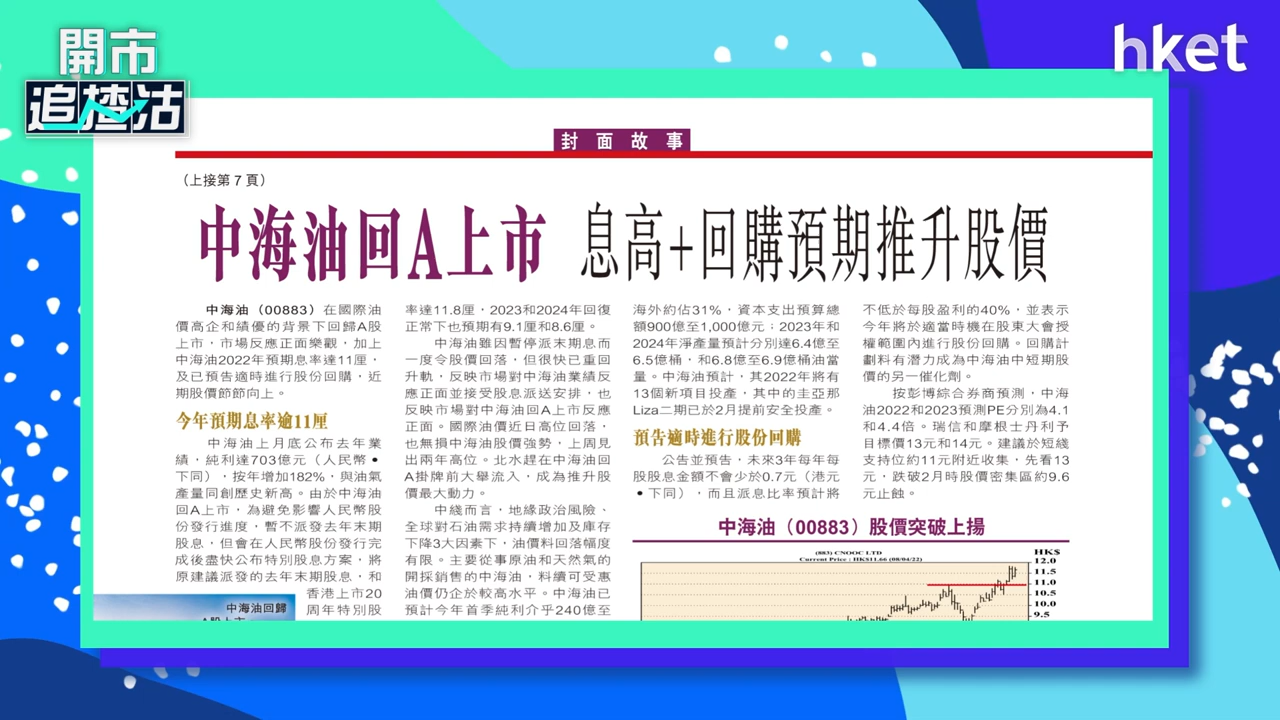 開市
追揸沽
hket
封面故事
（上接第7頁）
中海油回A上市 息高+回購預期推升股價
中海油（00883）在國際油
價高企和績優的背景下回歸A股
上市，市場反應正面樂觀，加上
中海油2022年預期息率達11厘，
及已預告適時進行股份回購，近
期股價節節向上。
今年預期息率逾11厘
中海油上月底公布去年業
績，純利達703億元（人民幣•
下同），按年增加182%，與油氣
產量同創歷史新高。由於中海油
回A上市，為避免影響人民幣股
份發行進度，暫不派發去年末期
股息，但會在人民幣股份發行完
成後盡快公布特別股息方案，將
原建議派發的去年末期股息，和
香港上市20
周年特別股
中海油回歸
率達11.8厘，2023和2024年回復
正常下也預期有9.1厘和8.6厘。
中海油雖因暫停派末期息而
一度令股價回落，但很快已重回
升軌，反映市場對中海油業績反
應正面並接受股息派送安排，也
反映市場對中海油回A上市反應
正面。國際油價近日高位徘徊，
也無損中海油股價強勢，上周見
出兩年高位。北水趕在中海油回
A掛牌前大舉流入，成為推升股
價最大動力。
中綫而言，地緣政治風險、
全球對石油需求持續增加及庫存
下降3大因素下，油價料回落幅度
有限。主要從事原油和天然氣的
開採銷售的中海油，料續可受惠
油價仍企於較高水平。中海油已
預計今年首季純利介乎240億至
海外約佔31%，資本支出預算總
額900億至1,000億元；2023年和
2024年淨產量預計分別達6.4億至
6.5億桶，和6.8億至6.9億桶油當
量。中海油預計，其2022年將有
13個新項目投產，其中的圭亞那
Liza二期已於2月提前安全投產。
預告適時進行股份回購
公告並預告，未來3年每年每
股股息金額不會少於0.7元（港元
•下同），而且派息比率預計將
不低於每股盈利的40%，並表示
今年將於適當時機在股東大會授
權範圍內進行股份回購。回購計
劃料有潛力成為中海油中短期股
價的另一催化劑。
按彭博綜合券商預測，中海
油2022和2023預測PE分別為4.1
和4.4倍。瑞信和摩根士丹利予
目標價13元和14元。建議於短綫
支持位約11元附近收集，先看13
元，跌破2月時股價密集區約9.6
元止蝕。
中海油（00883）股價突破上揚
(883) CNOOC LTD
Current Price : HK$11.66 (08/04/22)
HK$
12.0
11.5
11.0
10.5
10.0
9.5